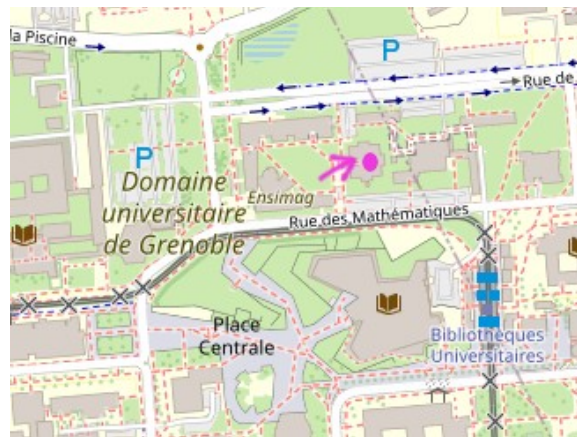 la Piscine
P
Rue de
P
Domaine
universitaire
de Grenoble
Ensimag
Rue des Mathématiques
Place
Centrale
Bibliothèques
Universitaires